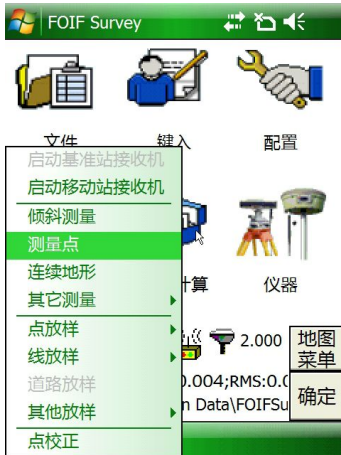 FOIF Survey
文件
键入
配置
启动基准站接收机
启动移动站接收机
倾斜测量
测量点
连续地形
其它测量
点放样
线放样
道路放样
其他放样
点校正
算
仪器
2.000
地图
菜单
0.004;RMS:0.0
n Data\FOIFSu
确定